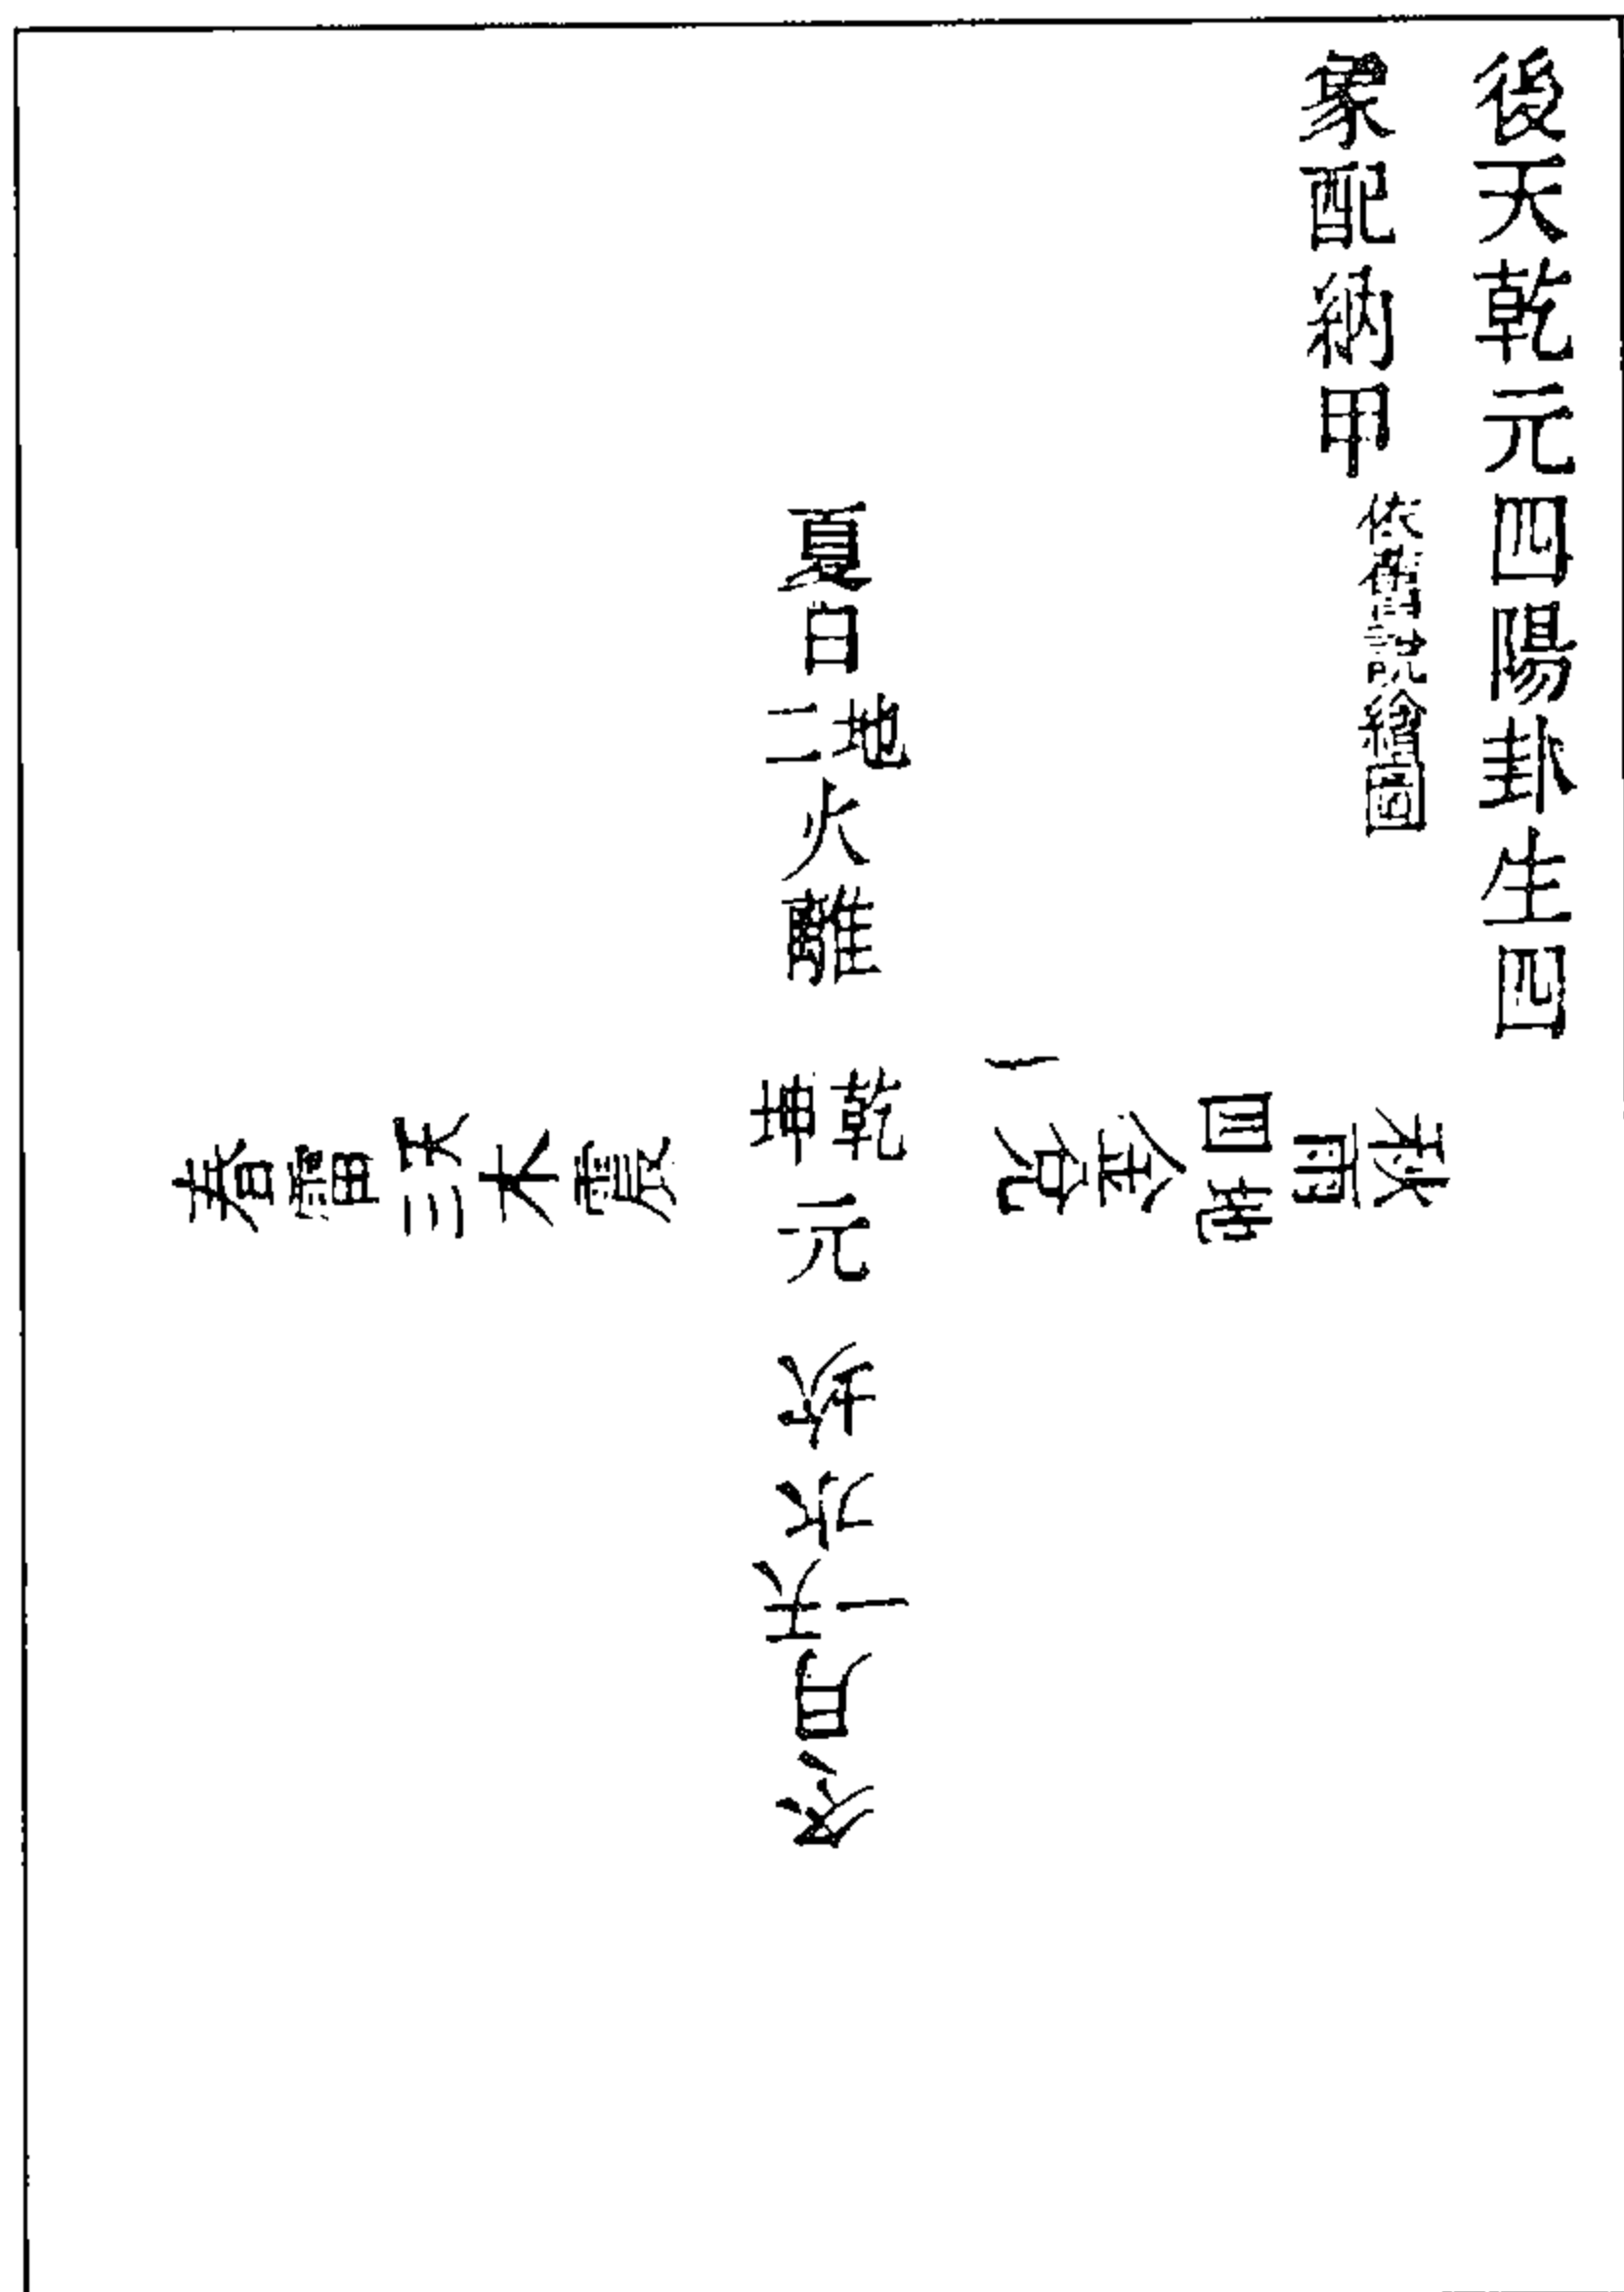 後天乾元四陽卦生四
象配納甲
依舊說繪圖
夏日地二火離
乾坤元
秋雨地四金兌
春雷天三木震
冬月天一水坎